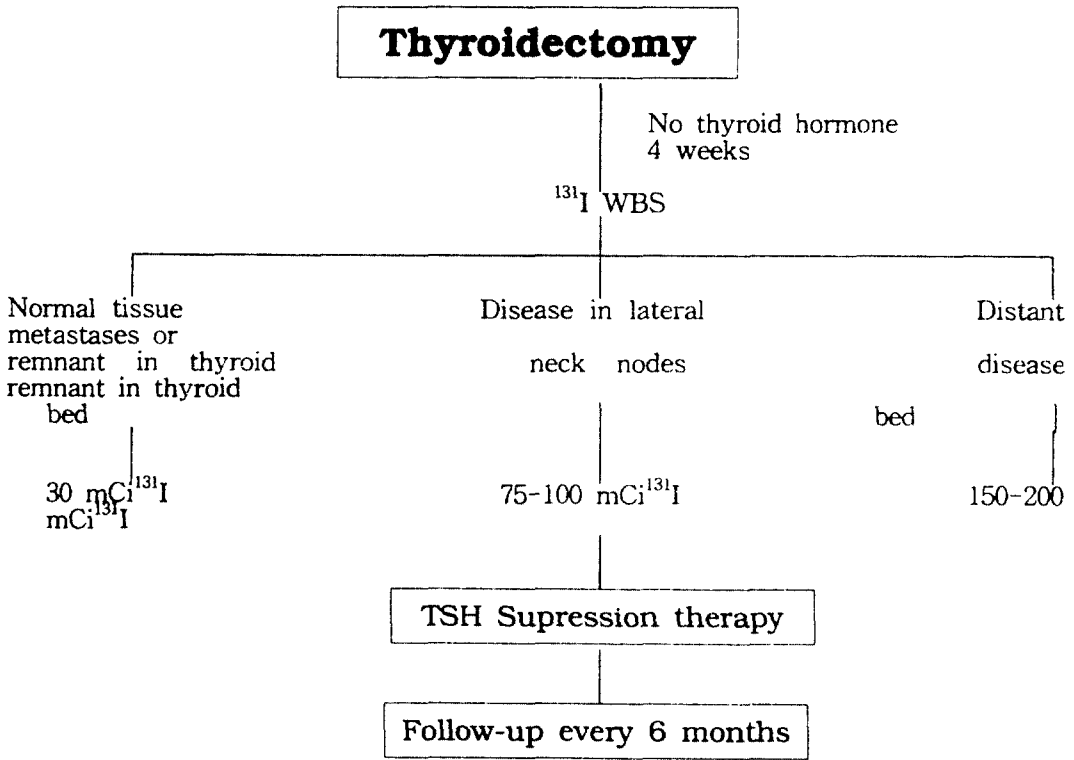 Thyroidectomy
No thyroid hormone
4 weeks
¹³¹I WBS
Normal tissue
metastases or
remnant in thyroid
remnant in thyroid
bed
30 mCi¹³¹I
mCi¹³¹I
Disease in lateral
neck nodes
75-100 mCi¹³¹I
Distant
disease
bed
150-200
TSH Supression therapy
Follow-up every 6 months